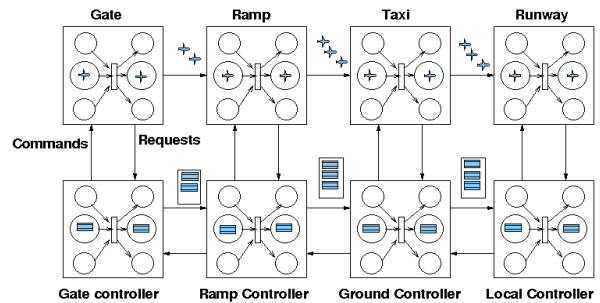 Gate Ramp Taxi Runway
Commands
Requests
Gate controller Ramp Controller Ground Controller Local Controller